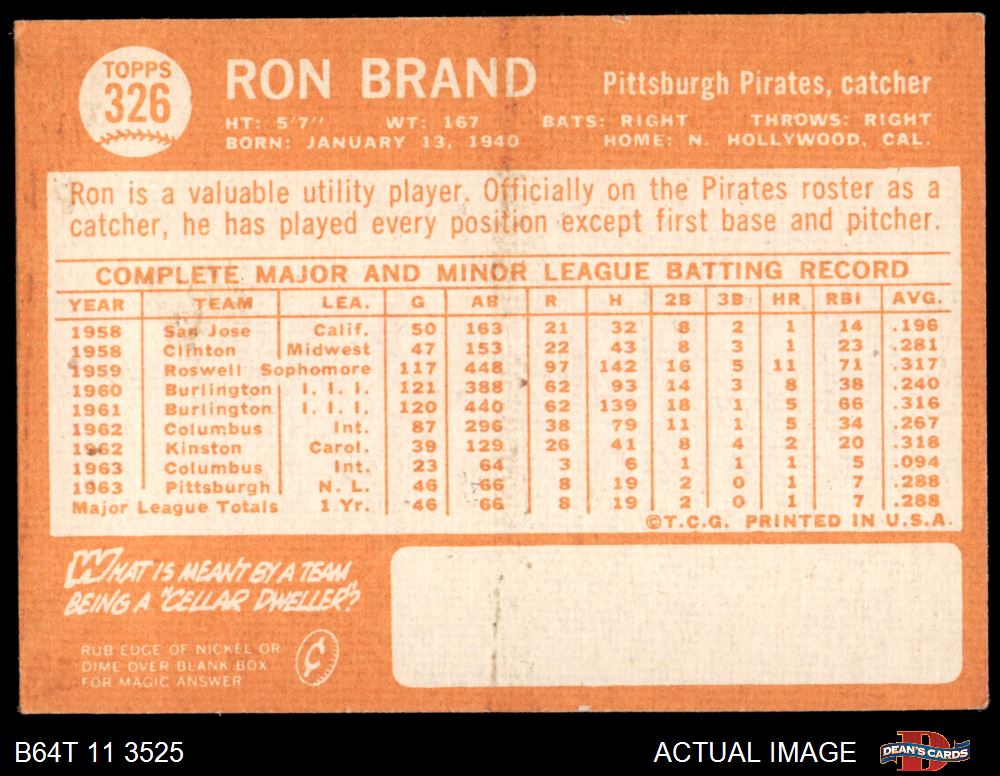 TOPPS
326
RON BRAND
Pittsburgh Pirates, catcher
HT: 5'7" WT: 167 BATS: RIGHT THROWS: RIGHT
BORN: JANUARY 13, 1940 HOME: N. HOLLYWOOD, CAL.
Ron is a valuable utility player. Officially on the Pirates roster as a
catcher, he has played every position except first base and pitcher.
COMPLETE MAJOR AND MINOR LEAGUE BATTING RECORD
YEAR TEAM LEA. G AB R H 2B 3B HR RBI AVG.
1958 San Jose Calif. 50 163 21 32 8 2 1 14 .196
1958 Clinton Midwest 47 153 22 43 8 3 1 23 .281
1959 Roswell Sophomore 117 448 97 142 16 5 11 71 .317
1960 Burlington I. I. I. 121 388 62 93 14 3 8 38 .240
1961 Burlington I. I. I. 120 440 62 139 18 1 5 66 .316
1962 Columbus Int. 87 296 38 79 11 1 5 34 .267
1962 Kinston Carol. 39 129 26 41 8 4 2 20 .318
1963 Columbus Int. 23 64 3 6 1 1 1 5 .094
1963 Pittsburgh N. L. 46 66 8 19 2 0 1 7 .288
Major League Totals 1 Yr. 46 66 8 19 2 0 1 7 .288
©T.C.G. PRINTED IN U.S.A.
WHAT IS MEANT BY A TEAM
BEING A "CELLAR DWELLER"?
RUB EDGE OF NICKEL OR
DIME OVER BLANK BOX
FOR MAGIC ANSWER
¢
B64T 11 3525
ACTUAL IMAGE
D
DEAN'S CARDS